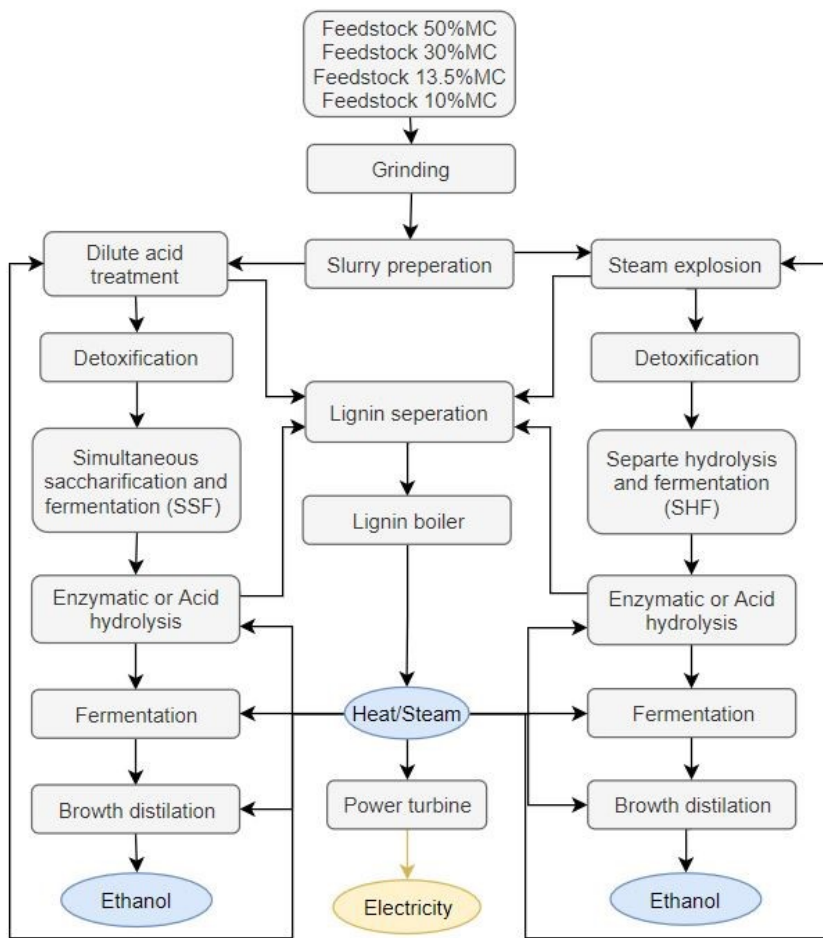 Feedstock 50%MC
Feedstock 30%MC
Feedstock 13.5%MC
Feedstock 10%MC
Grinding
Dilute acid
treatment
Slurry preperation
Steam explosion
Detoxification
Detoxification
Lignin seperation
Simultaneous
saccharification and
fermentation (SSF)
Separte hydrolysis
and fermentation
(SHF)
Lignin boiler
Enzymatic or Acid
hydrolysis
Enzymatic or Acid
hydrolysis
Fermentation
Heat/Steam
Fermentation
Browth distilation
Power turbine
Browth distilation
Ethanol
Electricity
Ethanol